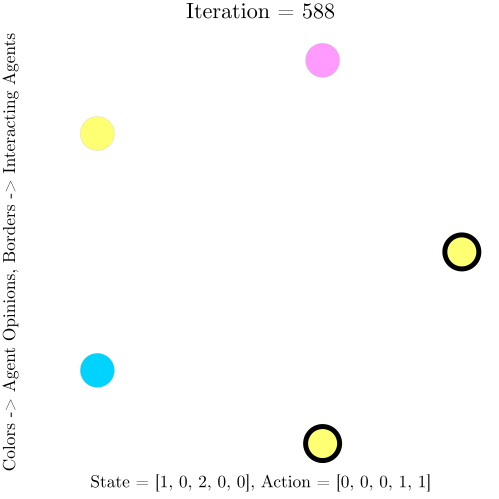 Iteration = 588
Colors -> Agent Opinions, Borders -> Interacting Agents
State = [1, 0, 2, 0, 0], Action = [0, 0, 0, 1, 1]